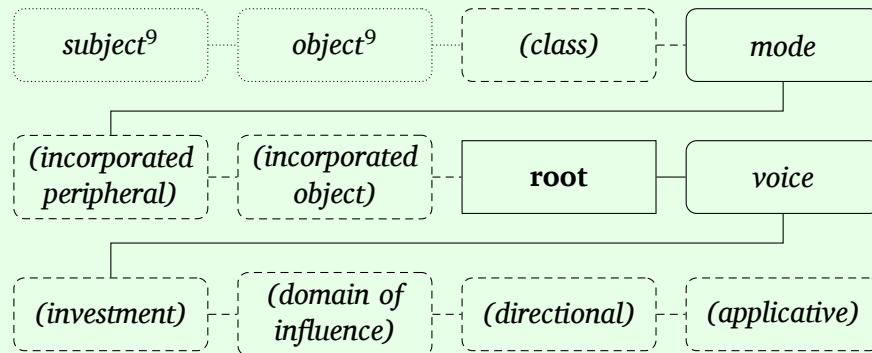 subject⁹ object⁹ (class) mode
(incorporated peripheral) (incorporated object) root voice
(investment) (domain of influence) (directional) (applicative)